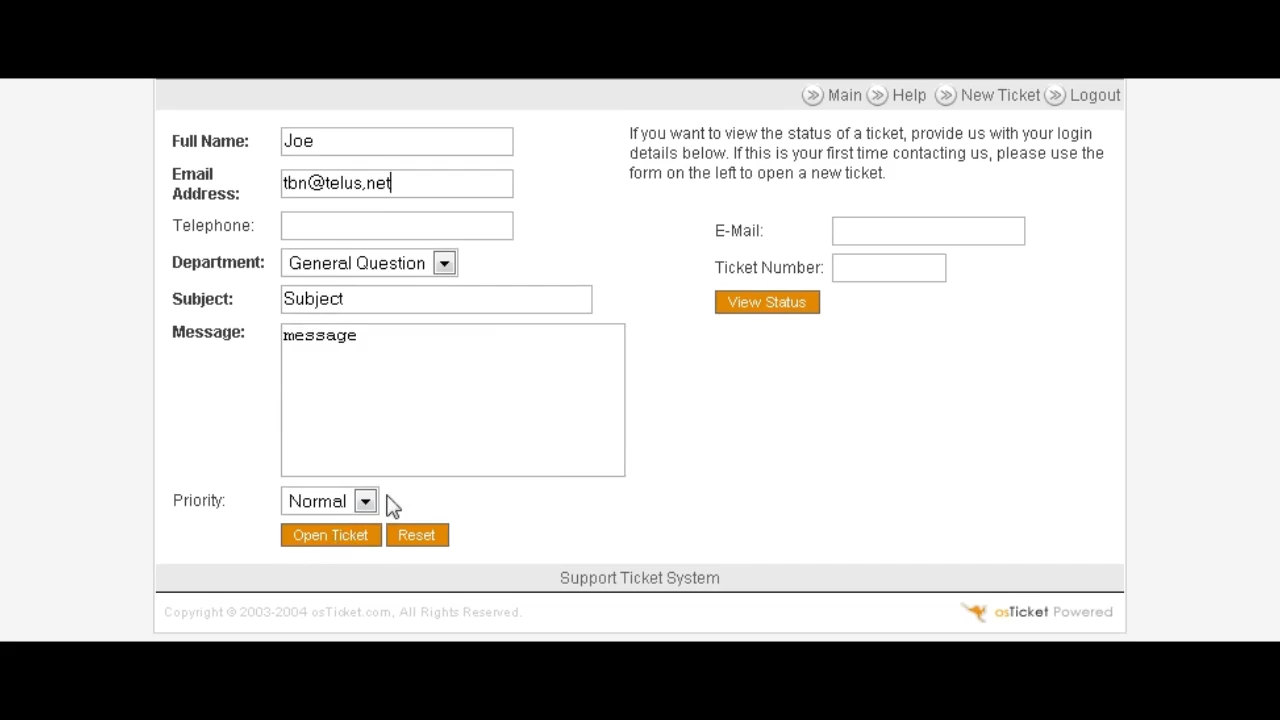 Main Help New Ticket Logout
Full Name: Joe
Email
Address: tbn@telus,net
Telephone:
Department: General Question
Subject: Subject
Message: message
Priority: Normal
Open Ticket Reset
If you want to view the status of a ticket, provide us with your login
details below. If this is your first time contacting us, please use the
form on the left to open a new ticket.
E-Mail:
Ticket Number:
View Status
Support Ticket System
Copyright © 2003-2004 osTicket.com, All Rights Reserved.
osTicket Powered